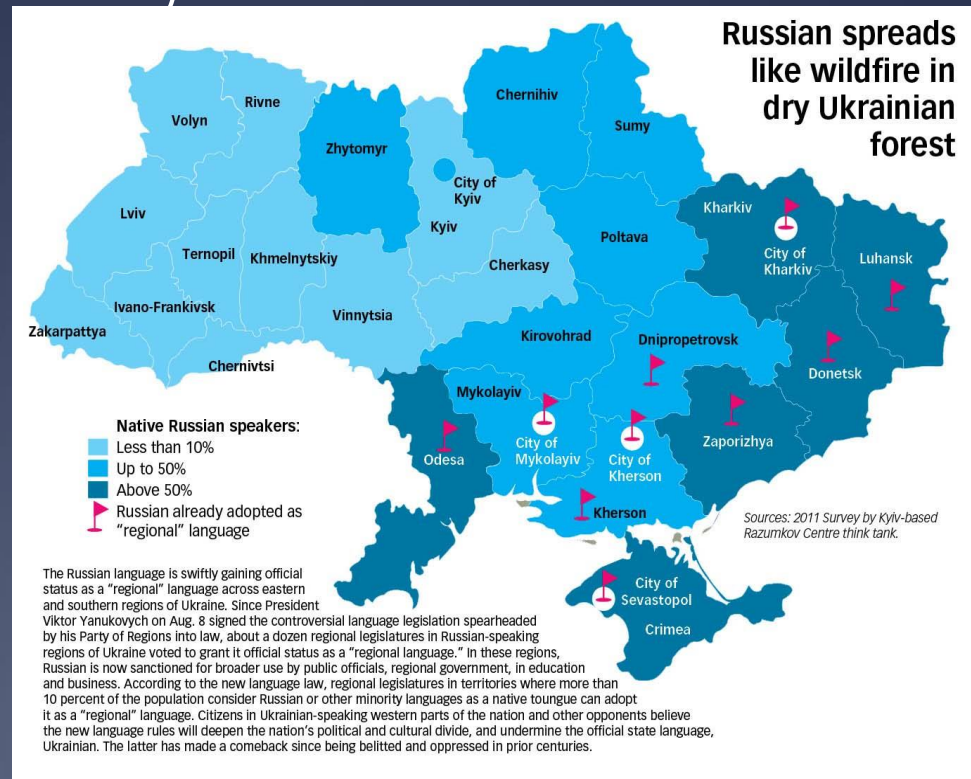 Russian spreads
like wildfire in
dry Ukrainian
forest
Chernihiv
Rivne
Volyn
Sumy
Zhytomyr
City of
Kyiv
Kharkiv
Lviv
Kyiv
Poltava
City of
Kharkiv
Ternopil
Khmelnytskiy
Cherkasy
Luhansk
Ivano-Frankivsk
Vinnytsia
Zakarpattya
Kirovohrad
Dnipropetrovsk
Chernivtsi
Donetsk
Mykolayiv
Zaporizhya
City of
Mykolayiv
Odesa
City of
Kherson
Kherson
Native Russian speakers:
Less than 10%
Up to 50%
Above 50%
Russian already adopted as
“regional” language
Sources: 2011 Survey by Kyiv-based
Razumkov Centre think tank.
City of
Sevastopol
Crimea
The Russian language is swiftly gaining official
status as a “regional” language across eastern
and southern regions of Ukraine. Since President
Viktor Yanukovych on Aug. 8 signed the controversial language legislation spearheaded
by his Party of Regions into law, about a dozen regional legislatures in Russian-speaking
regions of Ukraine voted to grant it official status as a “regional language.” In these regions,
Russian is now sanctioned for broader use by public officials, regional government, in education
and business. According to the new language law, regional legislatures in territories where more than
10 percent of the population consider Russian or other minority languages as a native toungue can adopt
it as a “regional” language. Citizens in Ukrainian-speaking western parts of the nation and other opponents believe
the new language rules will deepen the nation’s political and cultural divide, and undermine the official state language,
Ukrainian. The latter has made a comeback since being belitted and oppressed in prior centuries.